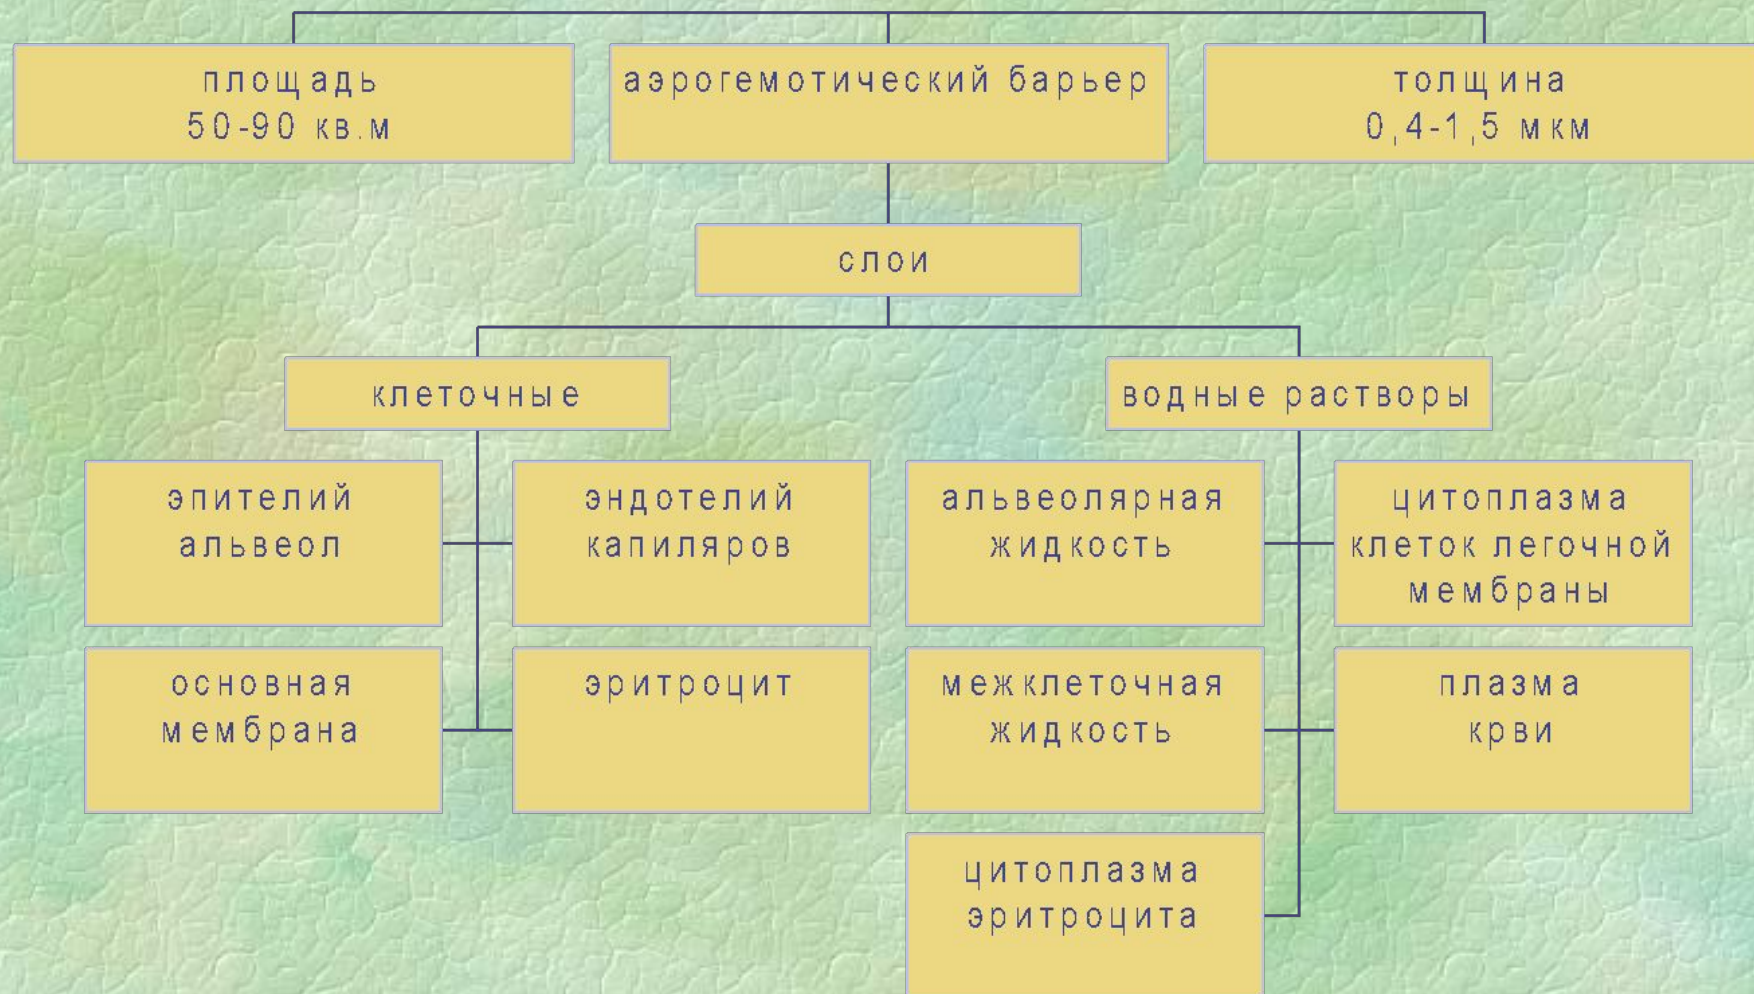 площадь
50-90 кв.м
аэрогемотический барьер
толщина
0,4-1,5 мкм
слои
клеточные
водные растворы
эпителий
альвеол
эндотелий
капиляров
альвеолярная
жидкость
цитоплазма
клеток легочной
мембраны
основная
мембрана
эритроцит
межклеточная
жидкость
плазма
крви
цитоплазма
эритроцита